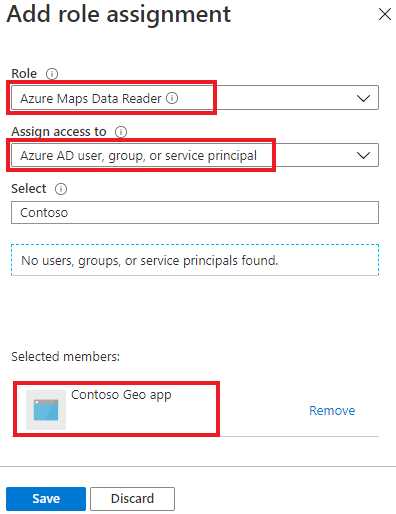 Add role assignment
Role
Azure Maps Data Reader
Assign access to
Azure AD user, group, or service principal
Select
Contoso
No users, groups, or service principals found.
Selected members:
Contoso Geo app
Remove
Save
Discard